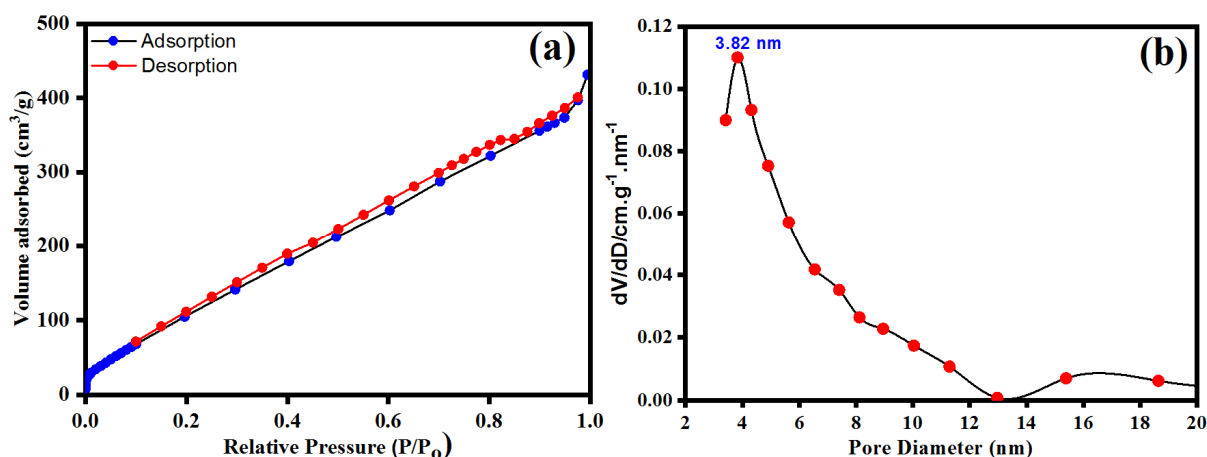 (a)
Adsorption
Desorption
500
400
300
200
100
0
Volume adsorbed (cm³/g)
0.0 0.2 0.4 0.6 0.8 1.0
Relative Pressure (P/P₀)
(b)
3.82 nm
0.12
0.10
0.08
0.06
0.04
0.02
0.00
dV/dD/cm.g⁻¹.nm⁻¹
2 4 6 8 10 12 14 16 18 20
Pore Diameter (nm)